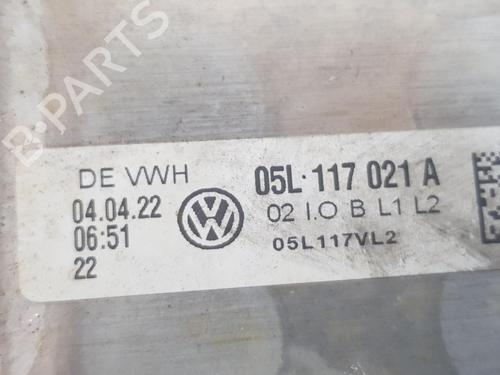 B-PARTS
DE VWH
04.04.22
06:51
22
05L·117 021 A
02 I.O B L1 L2
05L117VL2